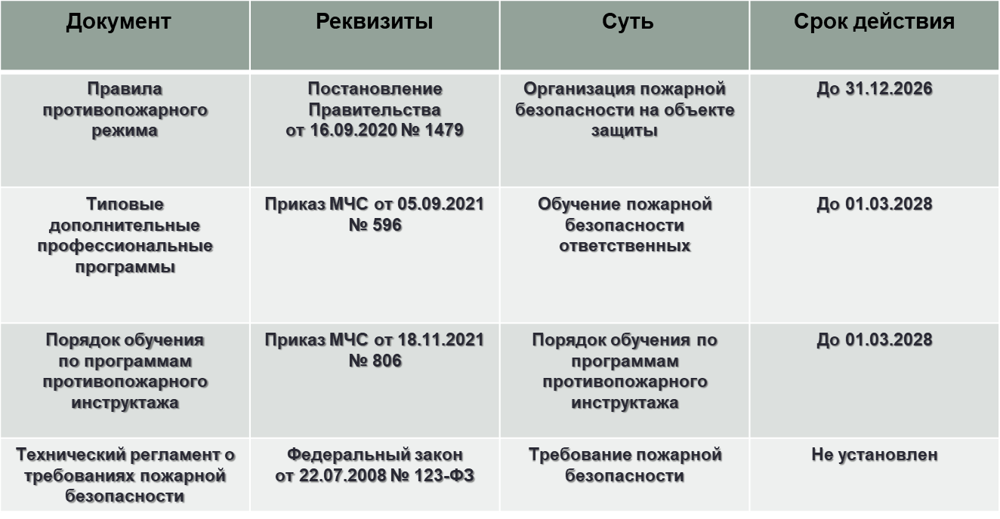 Документ
Реквизиты
Суть
Срок действия
Правила
противопожарного
режима
Постановление
Правительства
от 16.09.2020 № 1479
Организация пожарной
безопасности на объекте
защиты
До 31.12.2026
Типовые
дополнительные
профессиональные
программы
Приказ МЧС от 05.09.2021
№ 596
Обучение пожарной
безопасности
ответственных
До 01.03.2028
Порядок обучения
по программам
противопожарного
инструктажа
Приказ МЧС от 18.11.2021
№ 806
Порядок обучения по
программам
противопожарного
инструктажа
До 01.03.2028
Технический регламент о
требованиях пожарной
безопасности
Федеральный закон
от 22.07.2008 № 123-ФЗ
Требование пожарной
безопасности
Не установлен